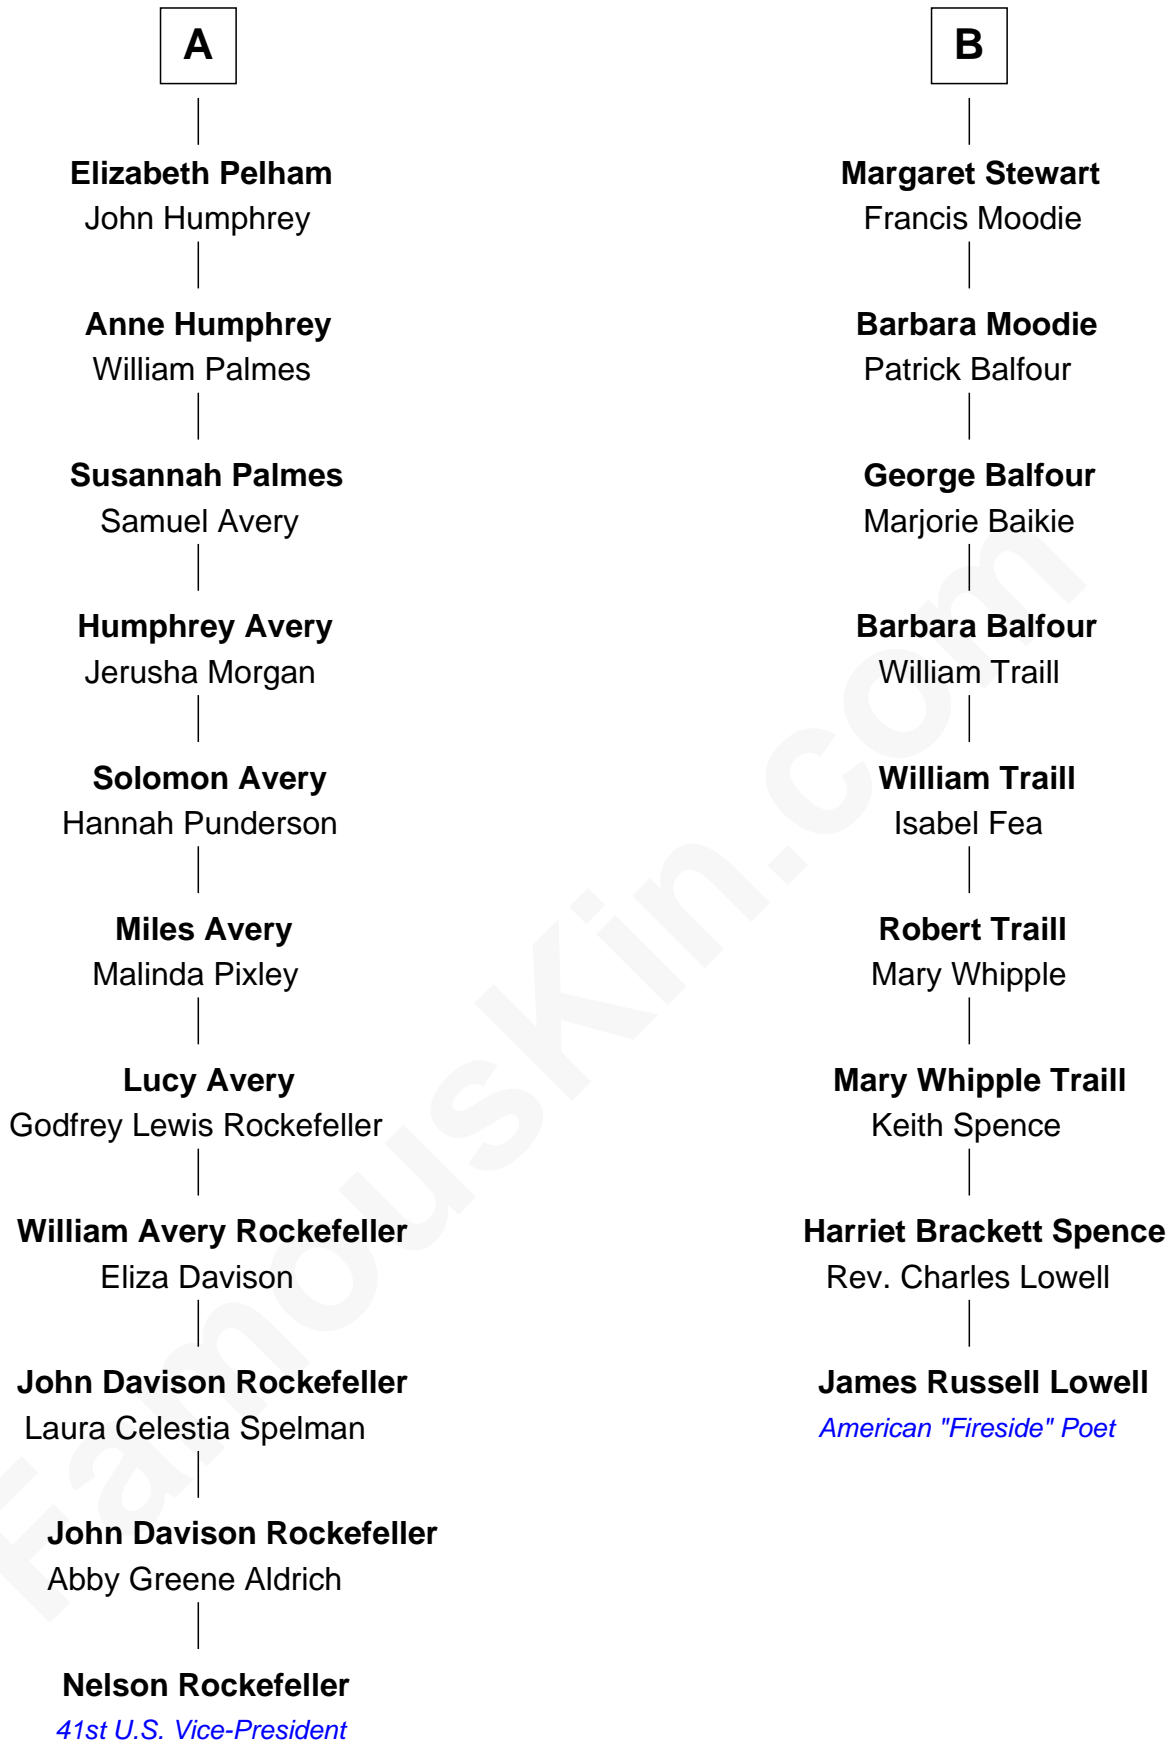 A
Elizabeth Pelham
John Humphrey
Anne Humphrey
William Palmes
Susannah Palmes
Samuel Avery
Humphrey Avery
Jerusha Morgan
Solomon Avery
Hannah Punderson
Miles Avery
Malinda Pixley
Lucy Avery
Godfrey Lewis Rockefeller
William Avery Rockefeller
Eliza Davison
John Davison Rockefeller
Laura Celestia Spelman
John Davison Rockefeller
Abby Greene Aldrich
Nelson Rockefeller
41st U.S. Vice-President
B
Margaret Stewart
Francis Moodie
Barbara Moodie
Patrick Balfour
George Balfour
Marjorie Baikie
Barbara Balfour
William Traill
William Traill
Isabel Fea
Robert Traill
Mary Whipple
Mary Whipple Traill
Keith Spence
Harriet Brackett Spence
Rev. Charles Lowell
James Russell Lowell
American "Fireside" Poet
FamousKin.com